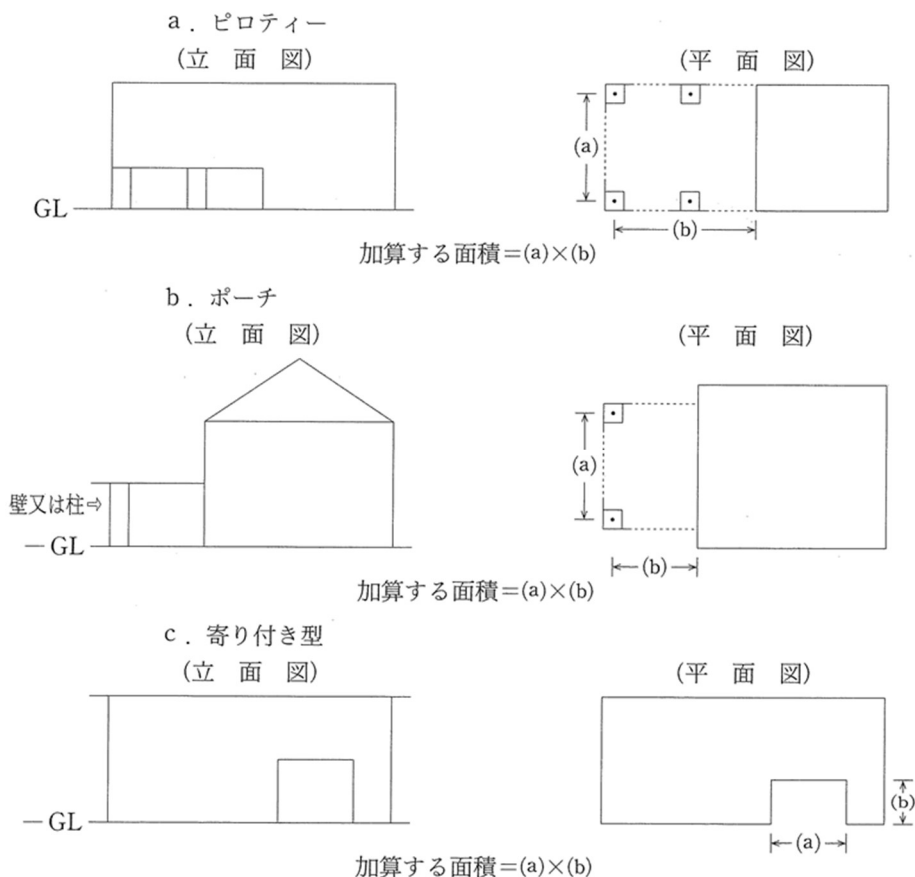 a．ピロティー
(立　面　図)
(平　面　図)
(a)
GL
(b)
加算する面積＝(a)×(b)
b．ポーチ
(立　面　図)
(平　面　図)
(a)
壁又は柱⇨
GL
(b)
加算する面積＝(a)×(b)
c．寄り付き型
(立　面　図)
(平　面　図)
(b)
GL
(a)
加算する面積＝(a)×(b)